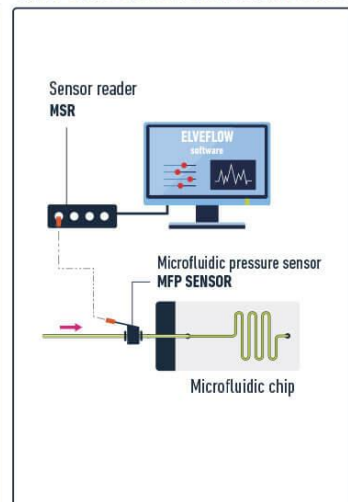 Sensor reader
MSR
ELVEFLOW
software
Microfluidic pressure sensor
MFP SENSOR
Microfluidic chip